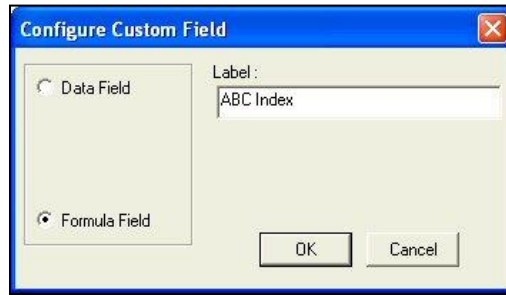 Configure Custom Field
Data Field
Label :
ABC Index
Formula Field
OK
Cancel